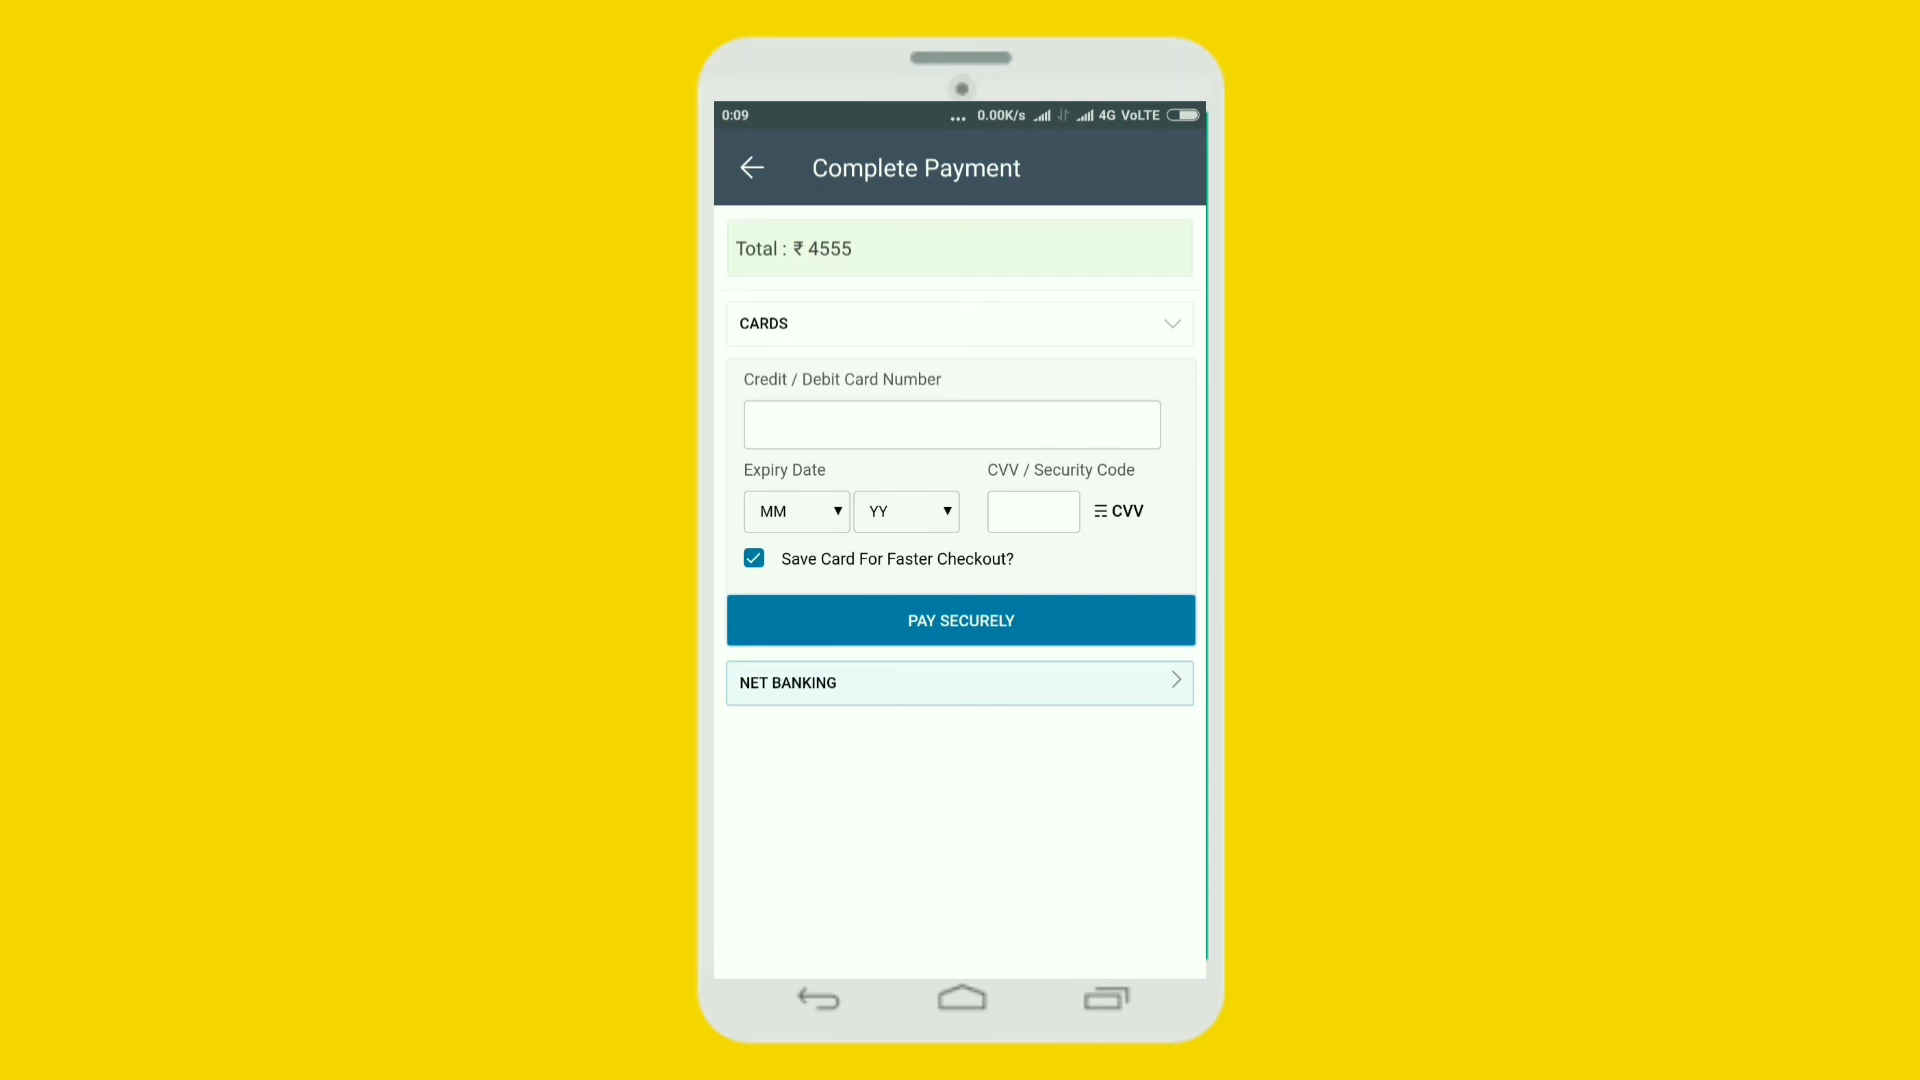 0:09 ... 0.00K/s 4G VoLTE
Complete Payment
Total : ₹ 4555
CARDS
Credit / Debit Card Number
Expiry Date CVV / Security Code
MM YY CVV
Save Card For Faster Checkout?
PAY SECURELY
NET BANKING